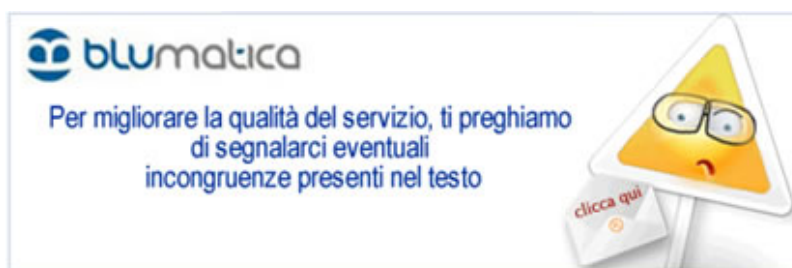 blumatica
Per migliorare la qualità del servizio, ti preghiamo
di segnalarci eventuali
incongruenze presenti nel testo
clicca qui